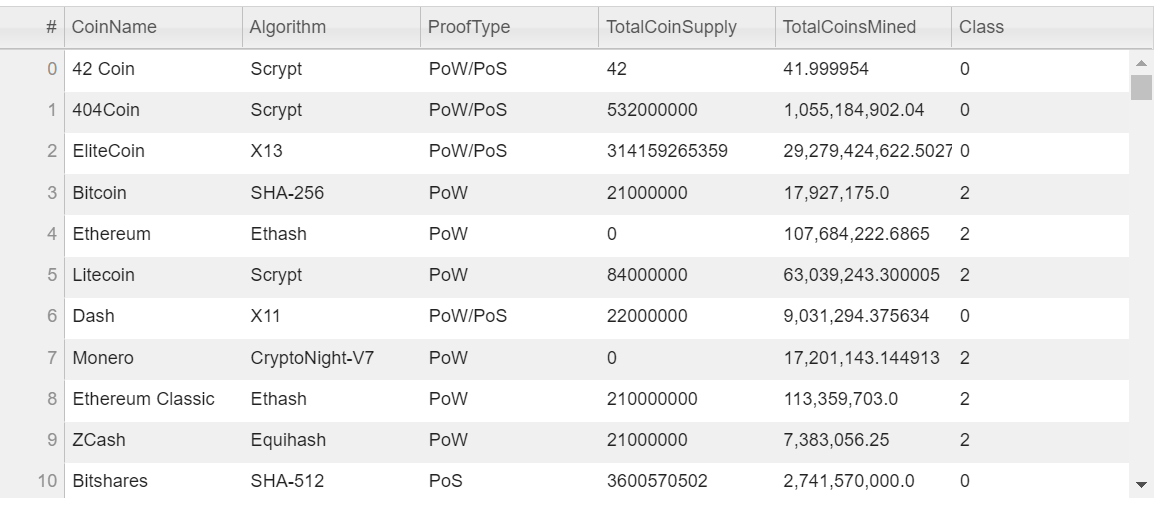 # CoinName Algorithm ProofType TotalCoinSupply TotalCoinsMined Class
0 42 Coin Scrypt PoW/PoS 42 41.999954 0
1 404Coin Scrypt PoW/PoS 532000000 1,055,184,902.04 0
2 EliteCoin X13 PoW/PoS 314159265359 29,279,424,622.5027 0
3 Bitcoin SHA-256 PoW 21000000 17,927,175.0 2
4 Ethereum Ethash PoW 0 107,684,222.6865 2
5 Litecoin Scrypt PoW 84000000 63,039,243.300005 2
6 Dash X11 PoW/PoS 22000000 9,031,294.375634 0
7 Monero CryptoNight-V7 PoW 0 17,201,143.144913 2
8 Ethereum Classic Ethash PoW 210000000 113,359,703.0 2
9 ZCash Equihash PoW 21000000 7,383,056.25 2
10 Bitshares SHA-512 PoS 3600570502 2,741,570,000.0 0